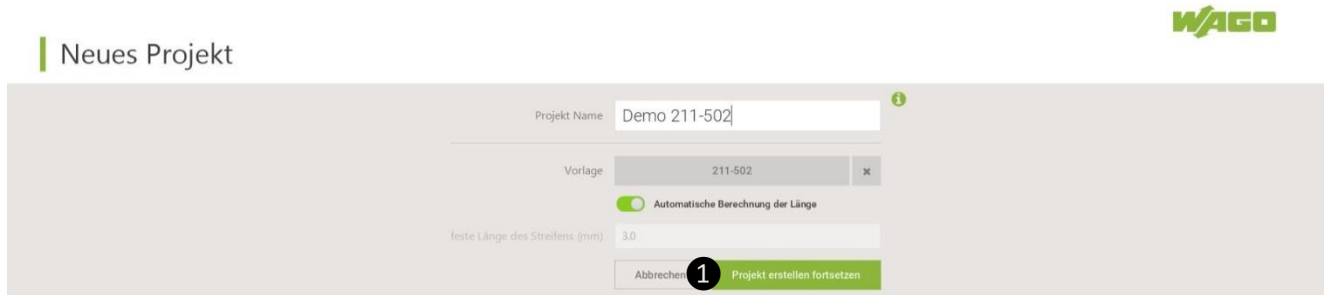 WAGO
Neues Projekt
Projekt Name Demo 211-502
Vorlage 211-502
Automatische Berechnung der Länge
feste Länge des Streifens (mm) 3.0
Abbrechen 1 Projekt erstellen fortsetzen